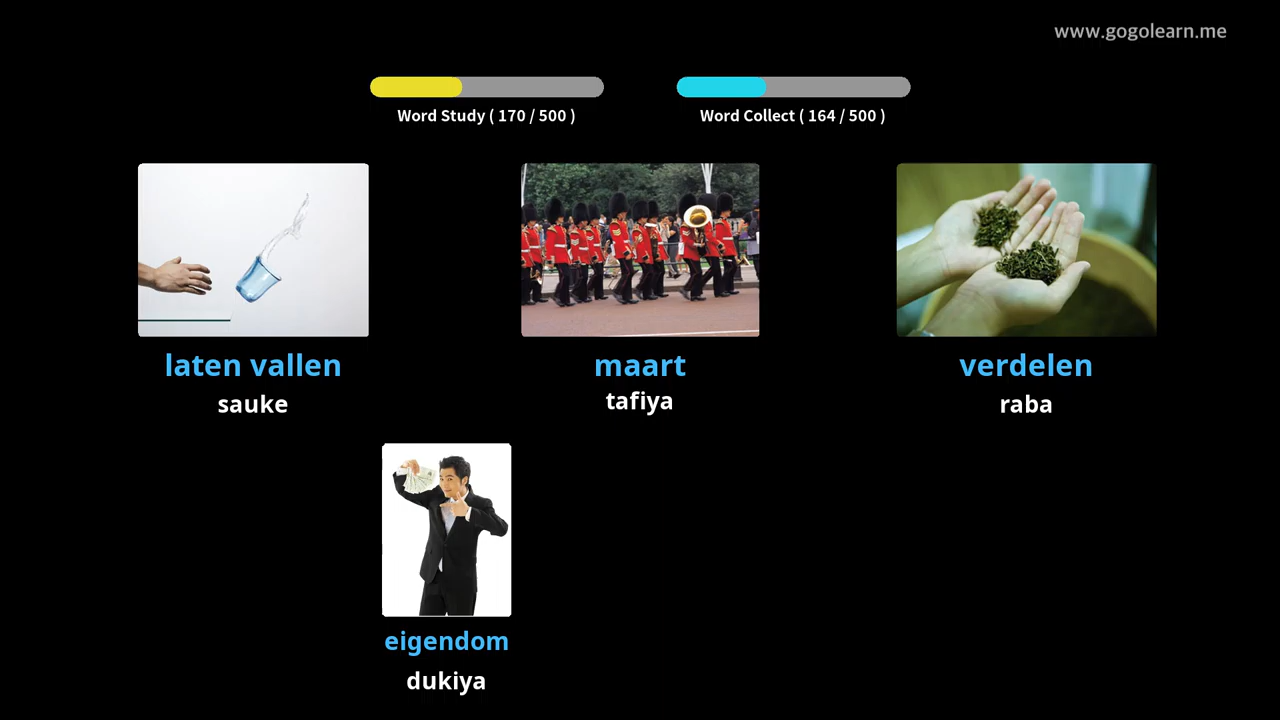 www.gogolearn.me
Word Study ( 170 / 500 )
Word Collect ( 164 / 500 )
laten vallen
sauke
maart
tafiya
verdelen
raba
eigendom
dukiya